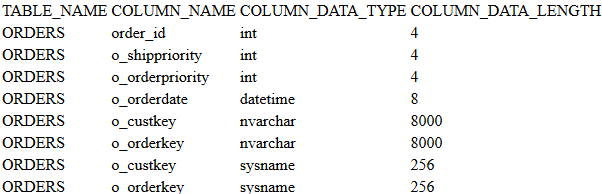 TABLE_NAME COLUMN_NAME COLUMN_DATA_TYPE COLUMN_DATA_LENGTH
ORDERS order_id int 4
ORDERS o_shippriority int 4
ORDERS o_orderpriority int 4
ORDERS o_orderdate datetime 8
ORDERS o_custkey nvarchar 8000
ORDERS o_orderkey nvarchar 8000
ORDERS o_custkey sysname 256
ORDERS o_orderkey sysname 256